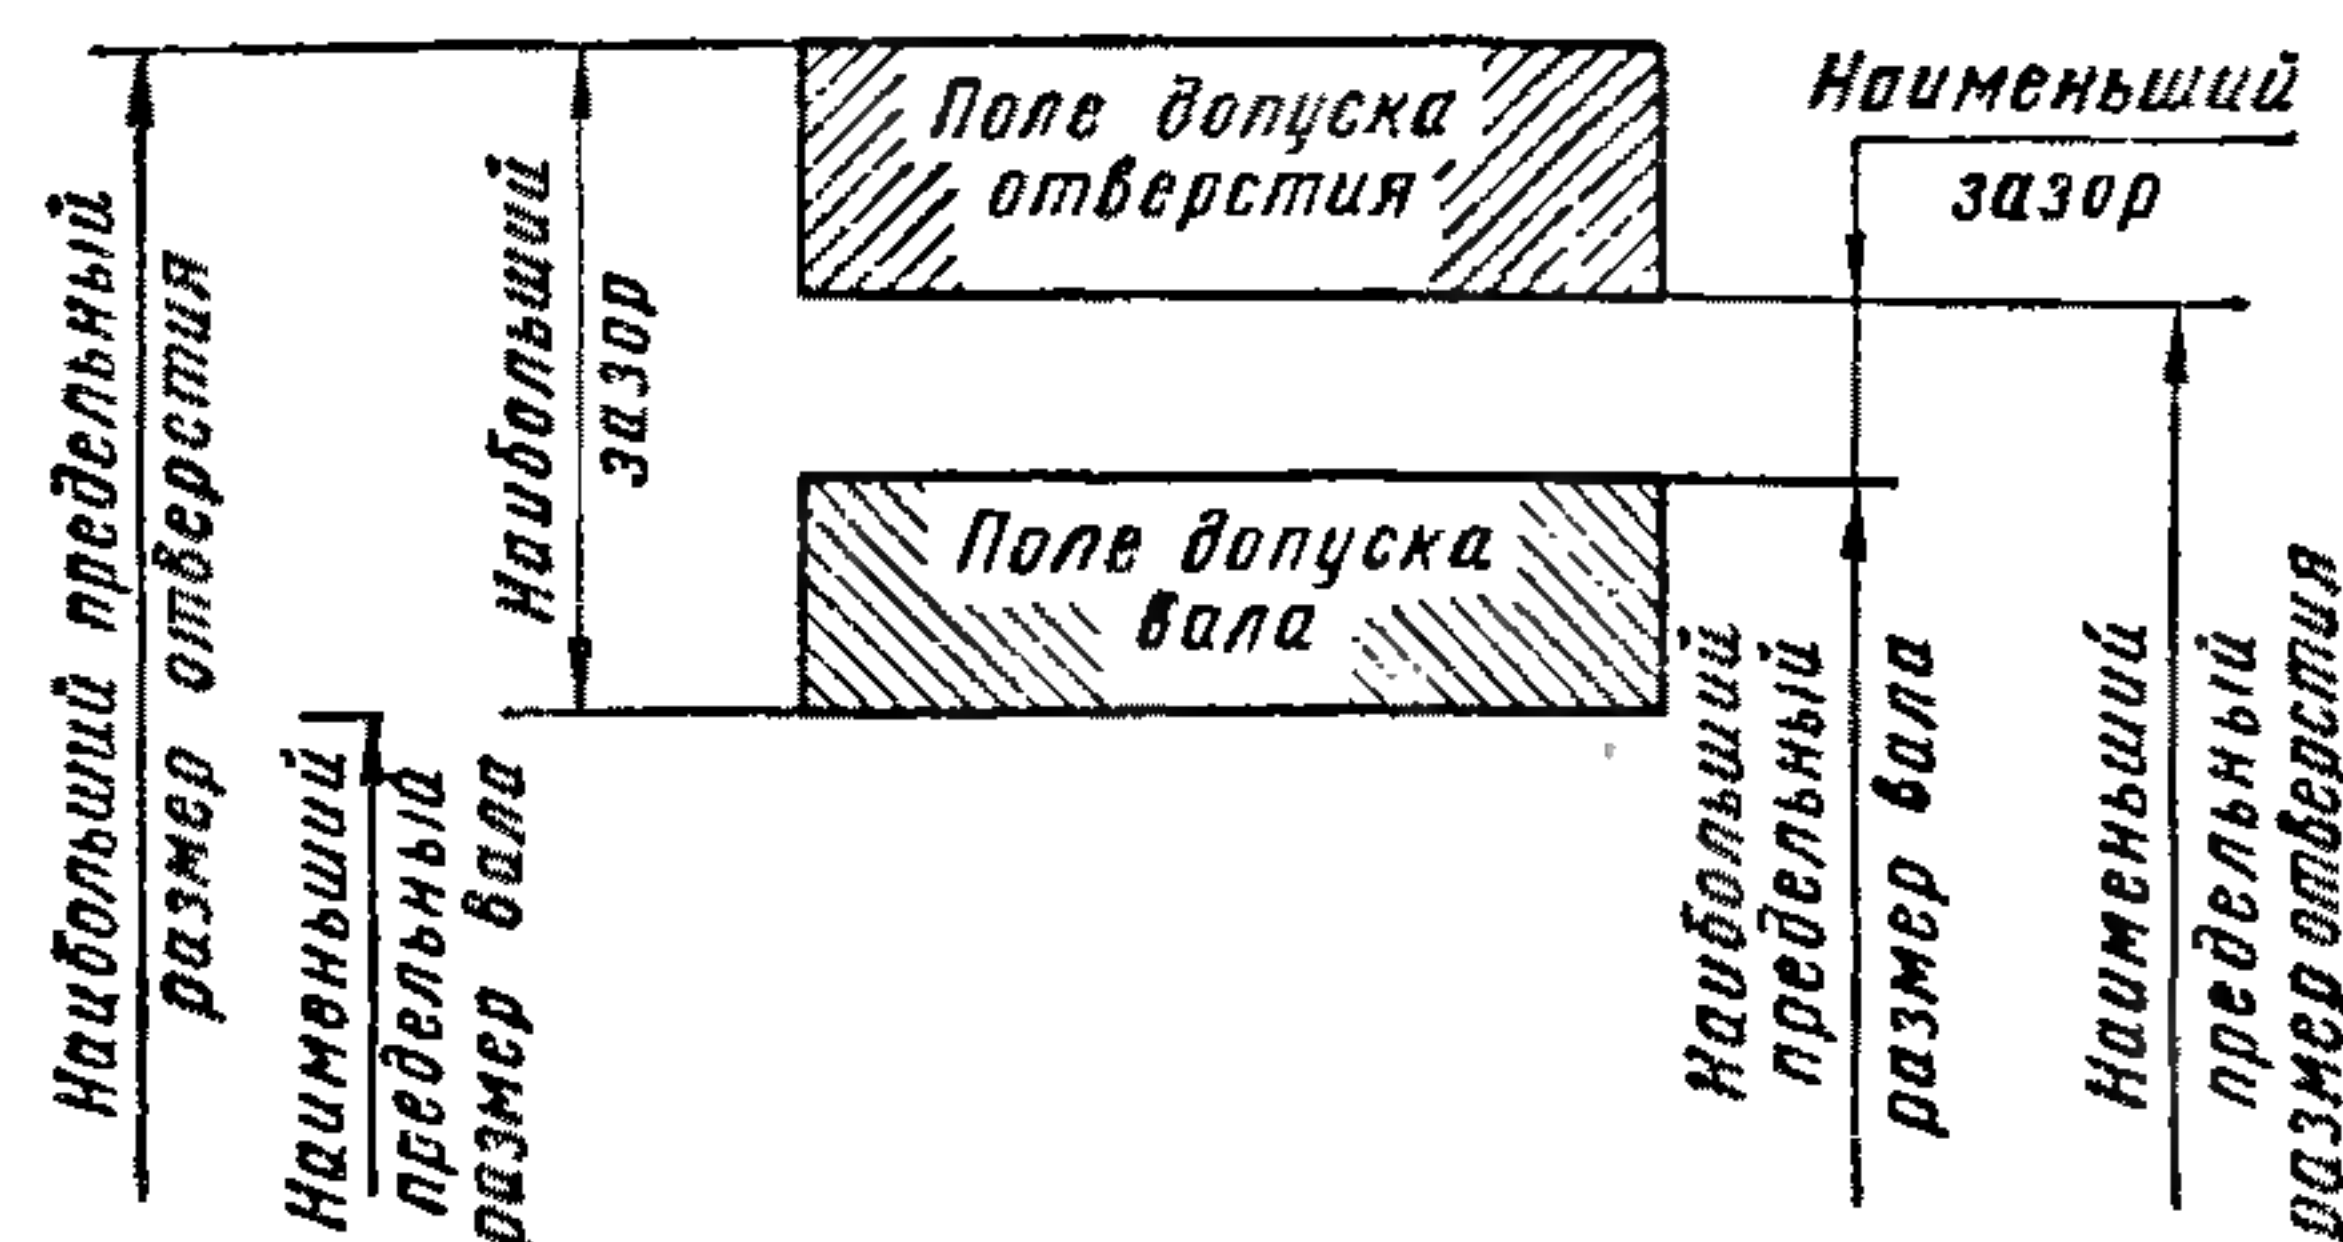 Наибольший предельный
размер отверстия
Наименьший
предельный
размер вала
Наибольший
зазор
Поле допуска
отверстия
Поле допуска
вала
Наименьший
зазор
Наибольший
предельный
размер вала
Наименьший
предельный
размер отверстия